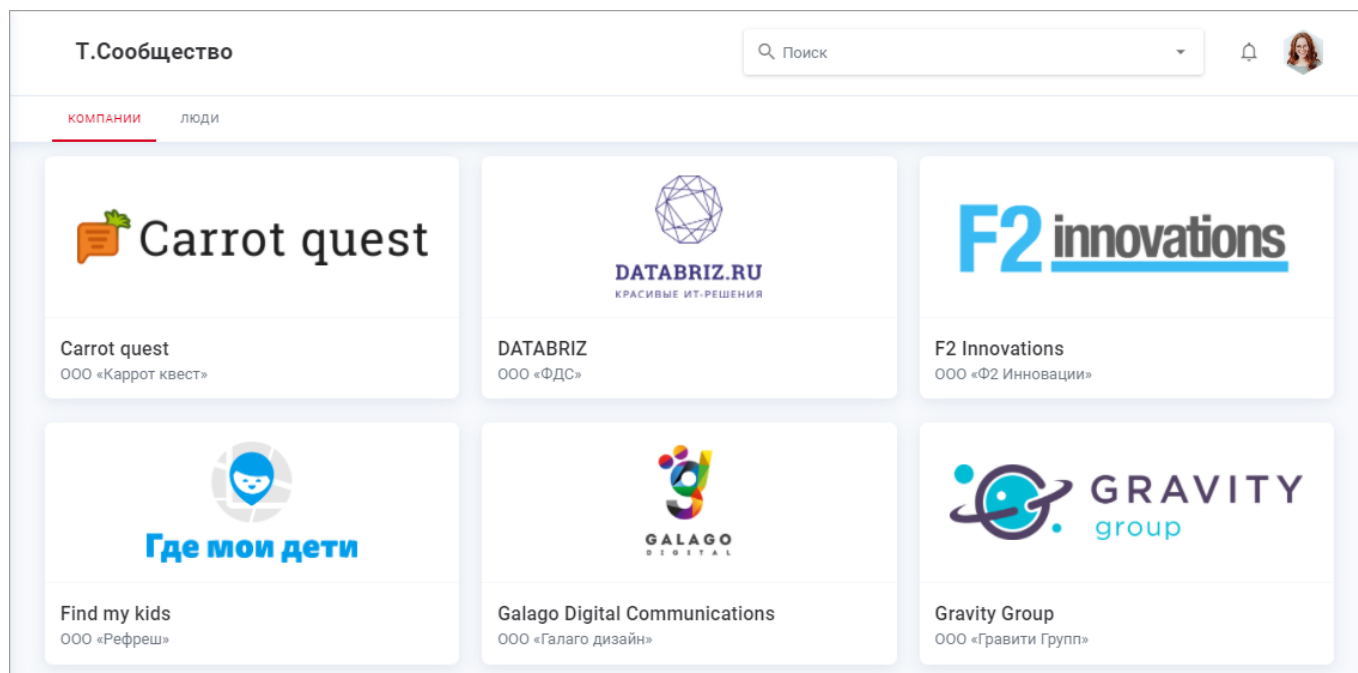 Т.Сообщество
Поиск
КОМПАНИИ
ЛЮДИ
Carrot quest
DATABRIZ.RU
КРАСИВЫЕ ИТ-РЕШЕНИЯ
F2 innovations
Carrot quest
ООО «Каррот квест»
DATABRIZ
ООО «ФДС»
F2 Innovations
ООО «Ф2 Инновации»
Где мои дети
GALAGO
DIGITAL
GRAVITY
group
Find my kids
ООО «Рефреш»
Galago Digital Communications
ООО «Галаго дизайн»
Gravity Group
ООО «Гравити Групп»